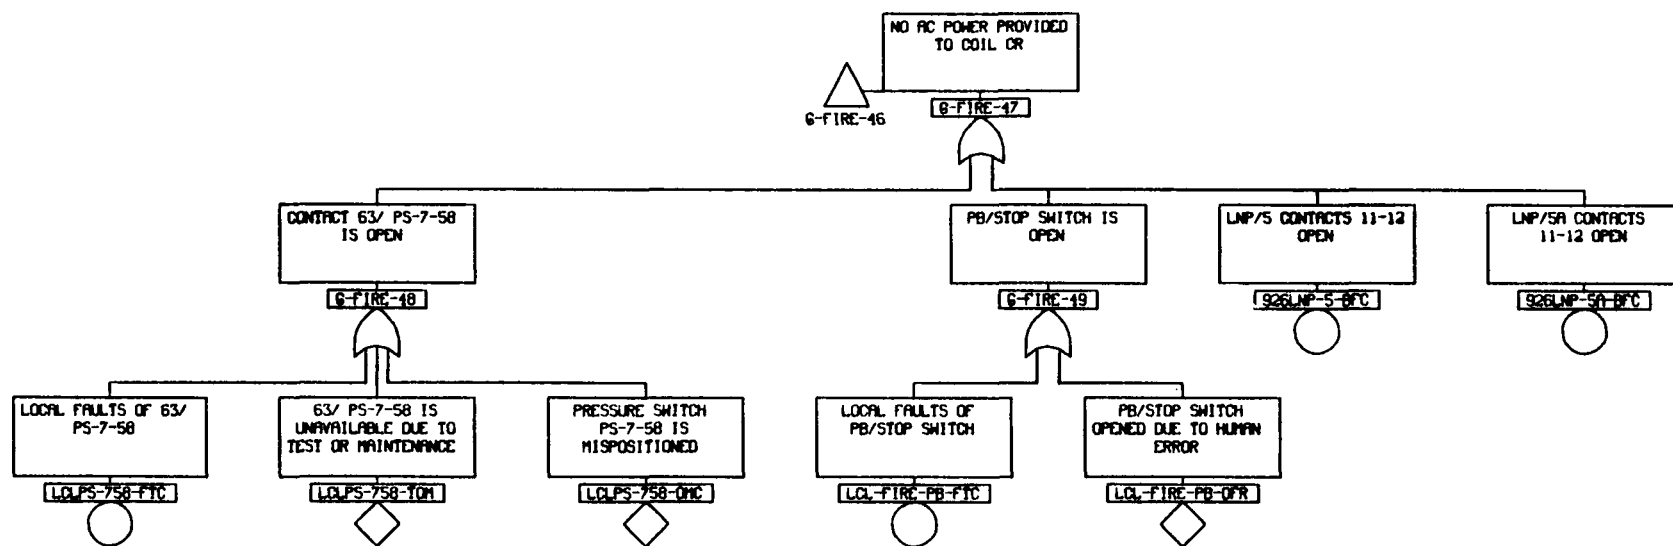 NO AC POWER PROVIDED
TO COIL CR
G-FIRE-46
G-FIRE-47
CONTACT 63/ PS-7-58
IS OPEN
G-FIRE-48
PB/STOP SWITCH IS
OPEN
G-FIRE-49
LNP/5 CONTACTS 11-12
OPEN
926LNP-5-BFC
LNP/5A CONTACTS
11-12 OPEN
926LNP-5A-BFC
LOCAL FAULTS OF 63/
PS-7-58
LCLPS-758-FTC
63/ PS-7-58 IS
UNAVAILABLE DUE TO
TEST OR MAINTENANCE
LCLPS-758-TOM
PRESSURE SWITCH
PS-7-58 IS
MISPOSITIONED
LCLPS-758-OMC
LOCAL FAULTS OF
PB/STOP SWITCH
LCL-FIRE-PB-FTC
PB/STOP SWITCH
OPENED DUE TO HUMAN
ERROR
LCL-FIRE-PB-OFR